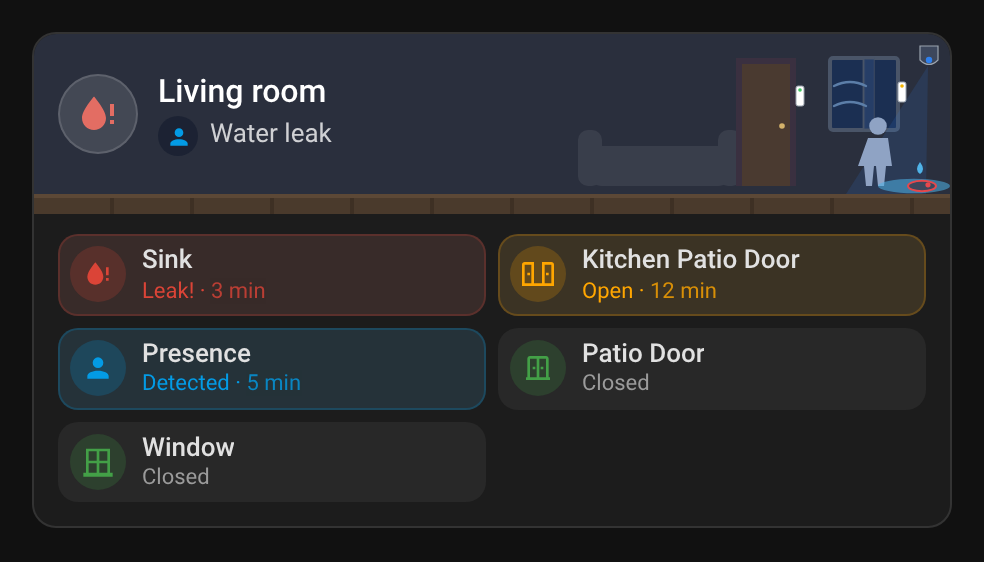 Living room
Water leak
Sink
Leak! · 3 min
Kitchen Patio Door
Open · 12 min
Presence
Detected · 5 min
Patio Door
Closed
Window
Closed